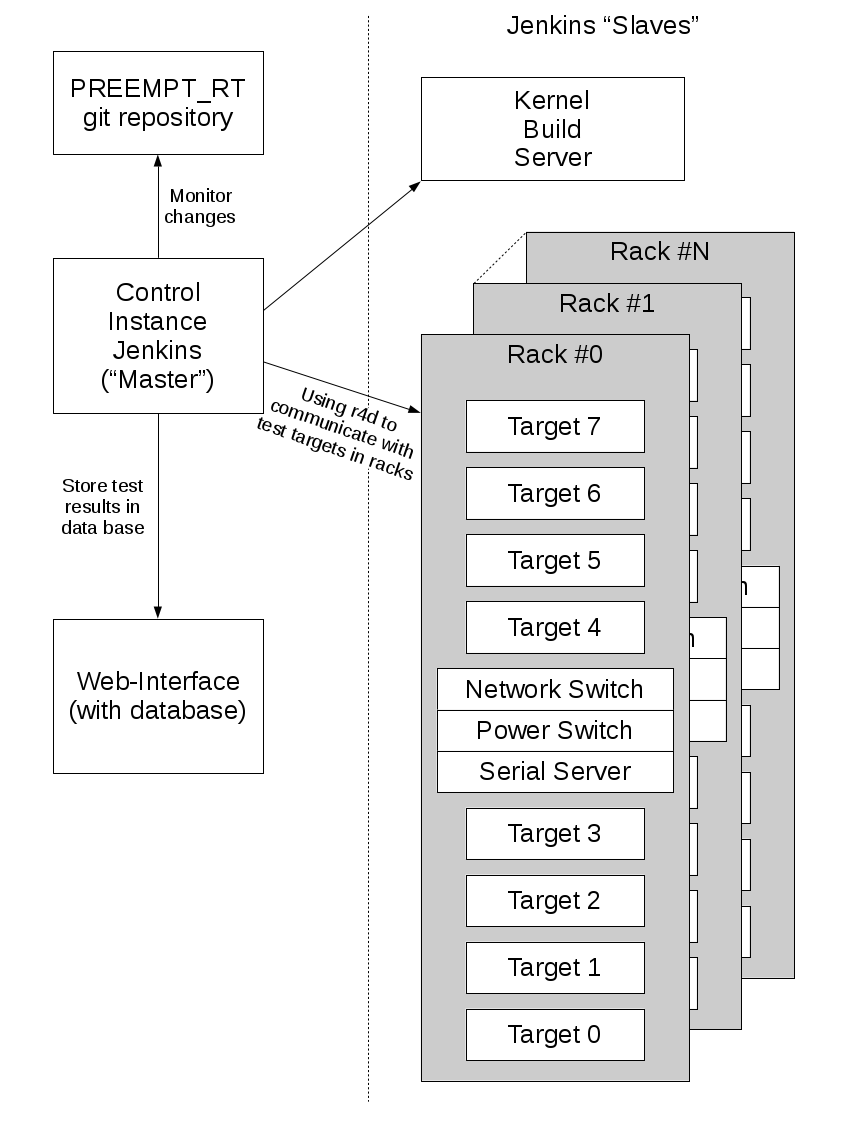 Jenkins “Slaves”
PREEMPT_RT
git repository
Monitor
changes
Control
Instance
Jenkins
(“Master”)
Store test
results in
data base
Web-Interface
(with database)
Using r4d to
communicate with
test targets in racks
Kernel
Build
Server
Rack #N
Rack #1
Rack #0
Target 7
Target 6
Target 5
Target 4
Network Switch
Power Switch
Serial Server
Target 3
Target 2
Target 1
Target 0